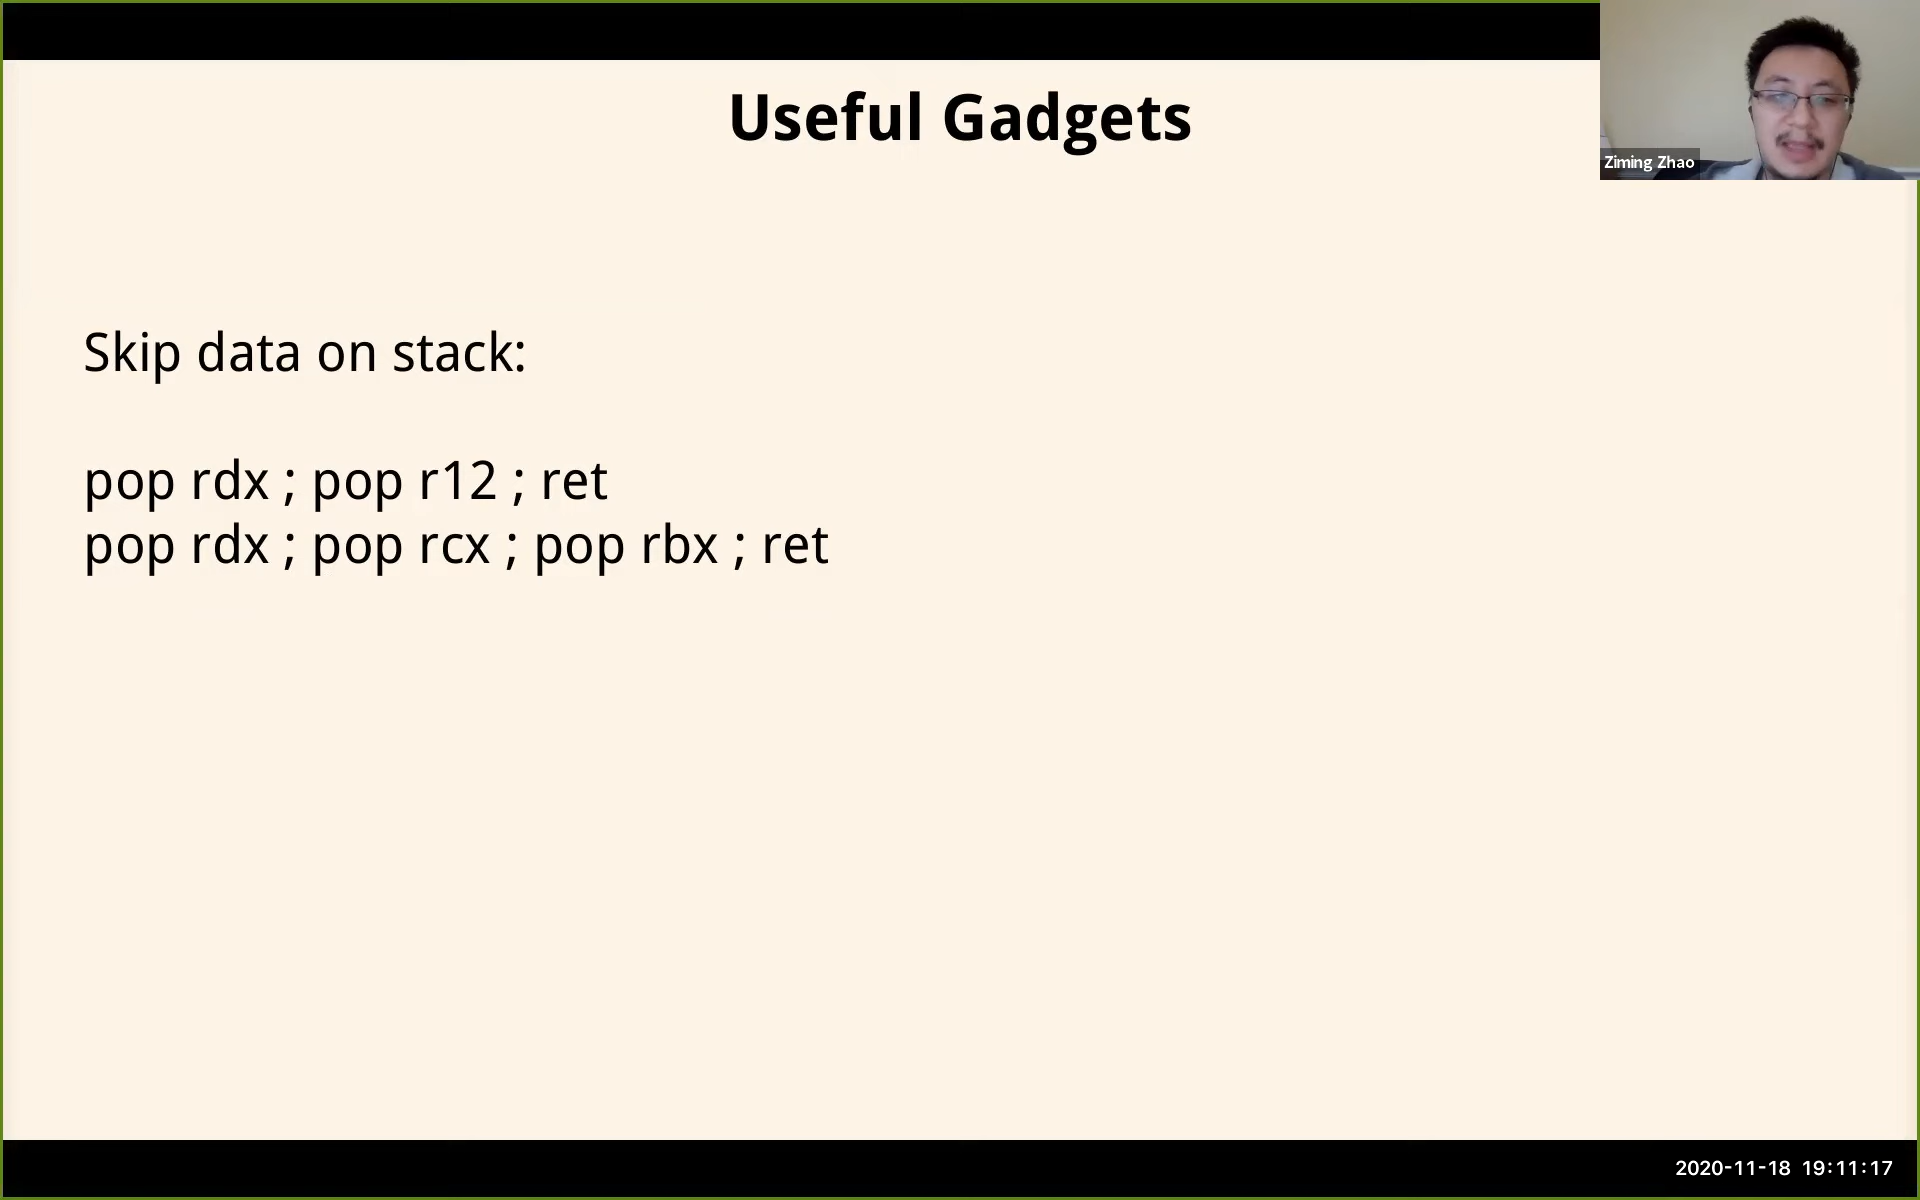 Useful Gadgets
Ziming Zhao
Skip data on stack:
pop rdx ; pop r12 ; ret
pop rdx ; pop rcx ; pop rbx ; ret
2020-11-18 19:11:17